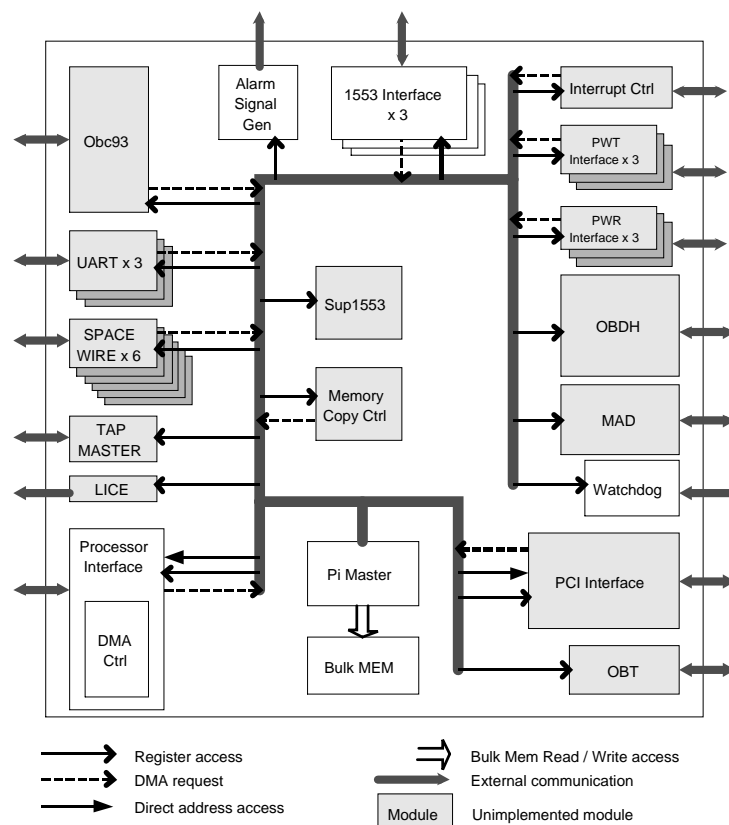 Alarm
Signal
Gen
1553 Interface
x 3
Interrupt Ctrl
Obc93
PWT
Interface x 3
PWR
Interface x 3
UART x 3
Sup1553
OBDH
SPACE
WIRE x 6
Memory
Copy Ctrl
MAD
TAP
MASTER
LICE
Watchdog
Processor
Interface
Pi Master
PCI Interface
DMA
Ctrl
Bulk MEM
OBT
Register access
Bulk Mem Read / Write access
DMA request
External communication
Direct address access
Module
Unimplemented module